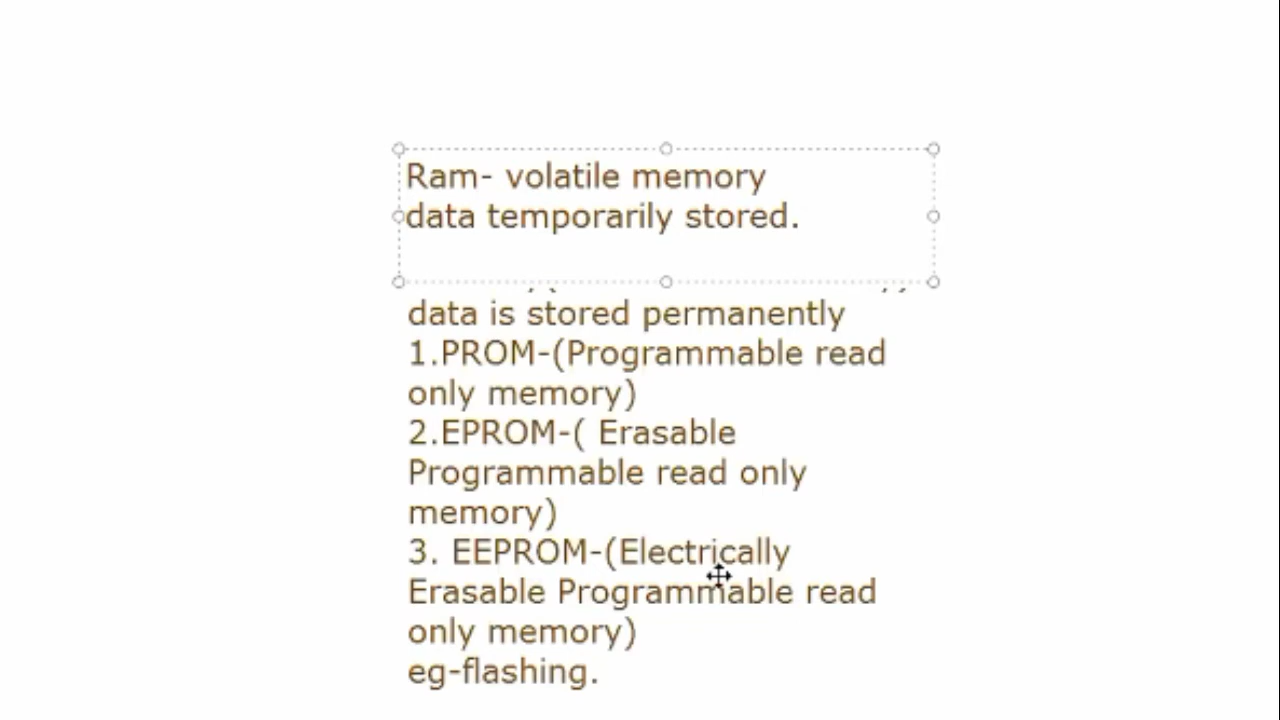 Ram- volatile memory
data temporarily stored.
data is stored permanently
1.PROM-(Programmable read
only memory)
2.EPROM-( Erasable
Programmable read only
memory)
3. EEPROM-(Electrically
Erasable Programmable read
only memory)
eg-flashing.